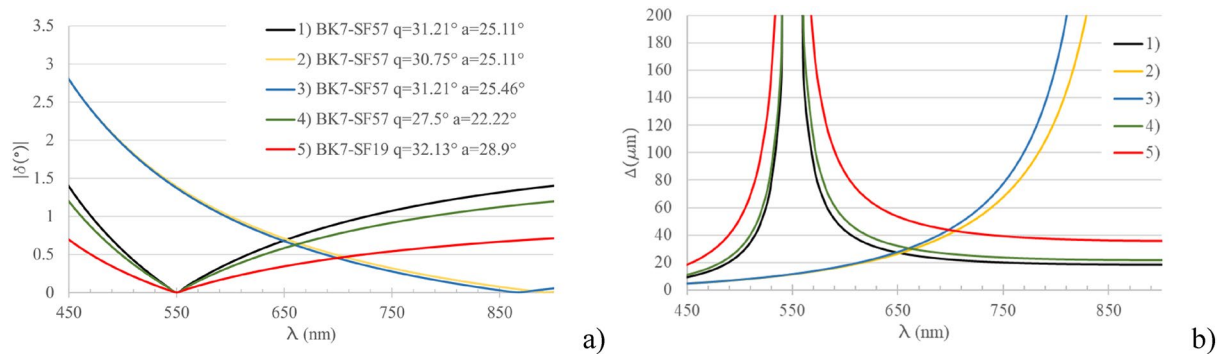 3.5
3
2.5
2
1.5
1
0.5
0
|δ(°)|
1) BK7-SF57 q=31.21° a=25.11°
2) BK7-SF57 q=30.75° a=25.11°
3) BK7-SF57 q=31.21° a=25.46°
4) BK7-SF57 q=27.5° a=22.22°
5) BK7-SF19 q=32.13° a=28.9°
450 550 650 750 850
λ (nm)
a)
200
180
160
140
120
100
80
60
40
20
0
Δ(μm)
1)
2)
3)
4)
5)
450 550 650 750 850
λ (nm)
b)